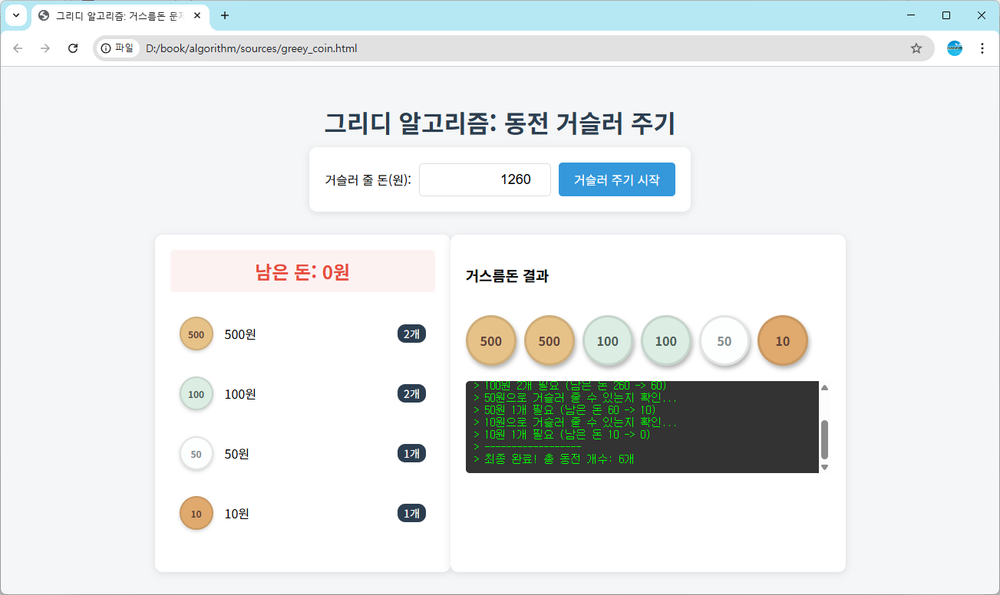 그리디 알고리즘: 거스름돈 문제
파일
D:/book/algorithm/sources/greey_coin.html
그리디 알고리즘: 동전 거슬러 주기
거슬러 줄 돈(원): 1260 거슬러 주기 시작
남은 돈: 0원
500 500원 2개
100 100원 2개
50 50원 1개
10 10원 1개
거스름돈 결과
500 500 100 100 50 10
> 100원 2개 필요 (남은 돈 260 -> 60)
> 50원으로 거슬러 줄 수 있는지 확인...
> 50원 1개 필요 (남은 돈 60 -> 10)
> 10원으로 거슬러 줄 수 있는지 확인...
> 10원 1개 필요 (남은 돈 10 -> 0)
> ------------------
> 최종 완료! 총 동전 개수: 6개